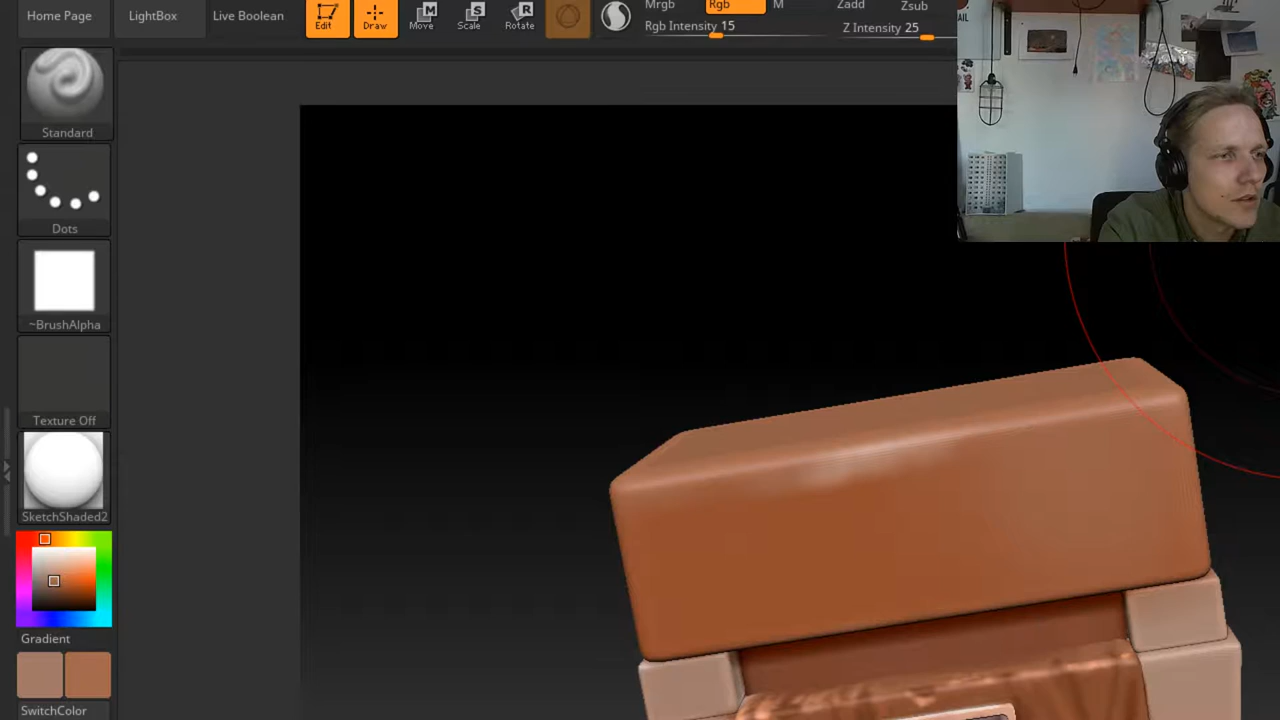 Home Page
LightBox
Live Boolean
Edit
Draw
Move
Scale
Rotate
Mrgb
Rgb
M
Zadd
Zsub
Rgb Intensity 15
Z Intensity 25
Standard
Dots
~BrushAlpha
Texture Off
SketchShaded2
Gradient
SwitchColor